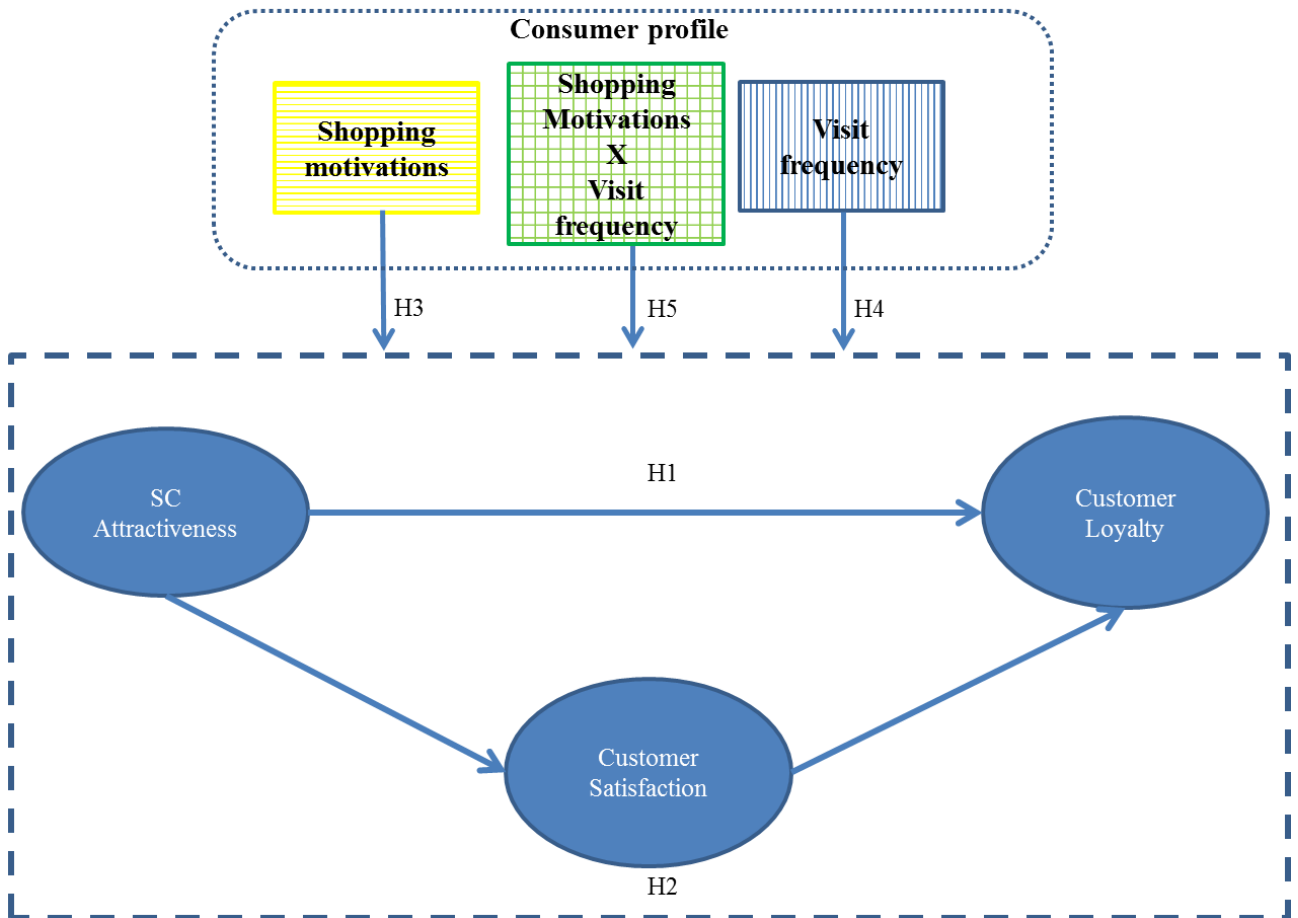 Consumer profile
Shopping
motivations
Shopping
Motivations
X
Visit
frequency
Visit
frequency
H3
H5
H4
SC
Attractiveness
H1
Customer
Loyalty
Customer
Satisfaction
H2